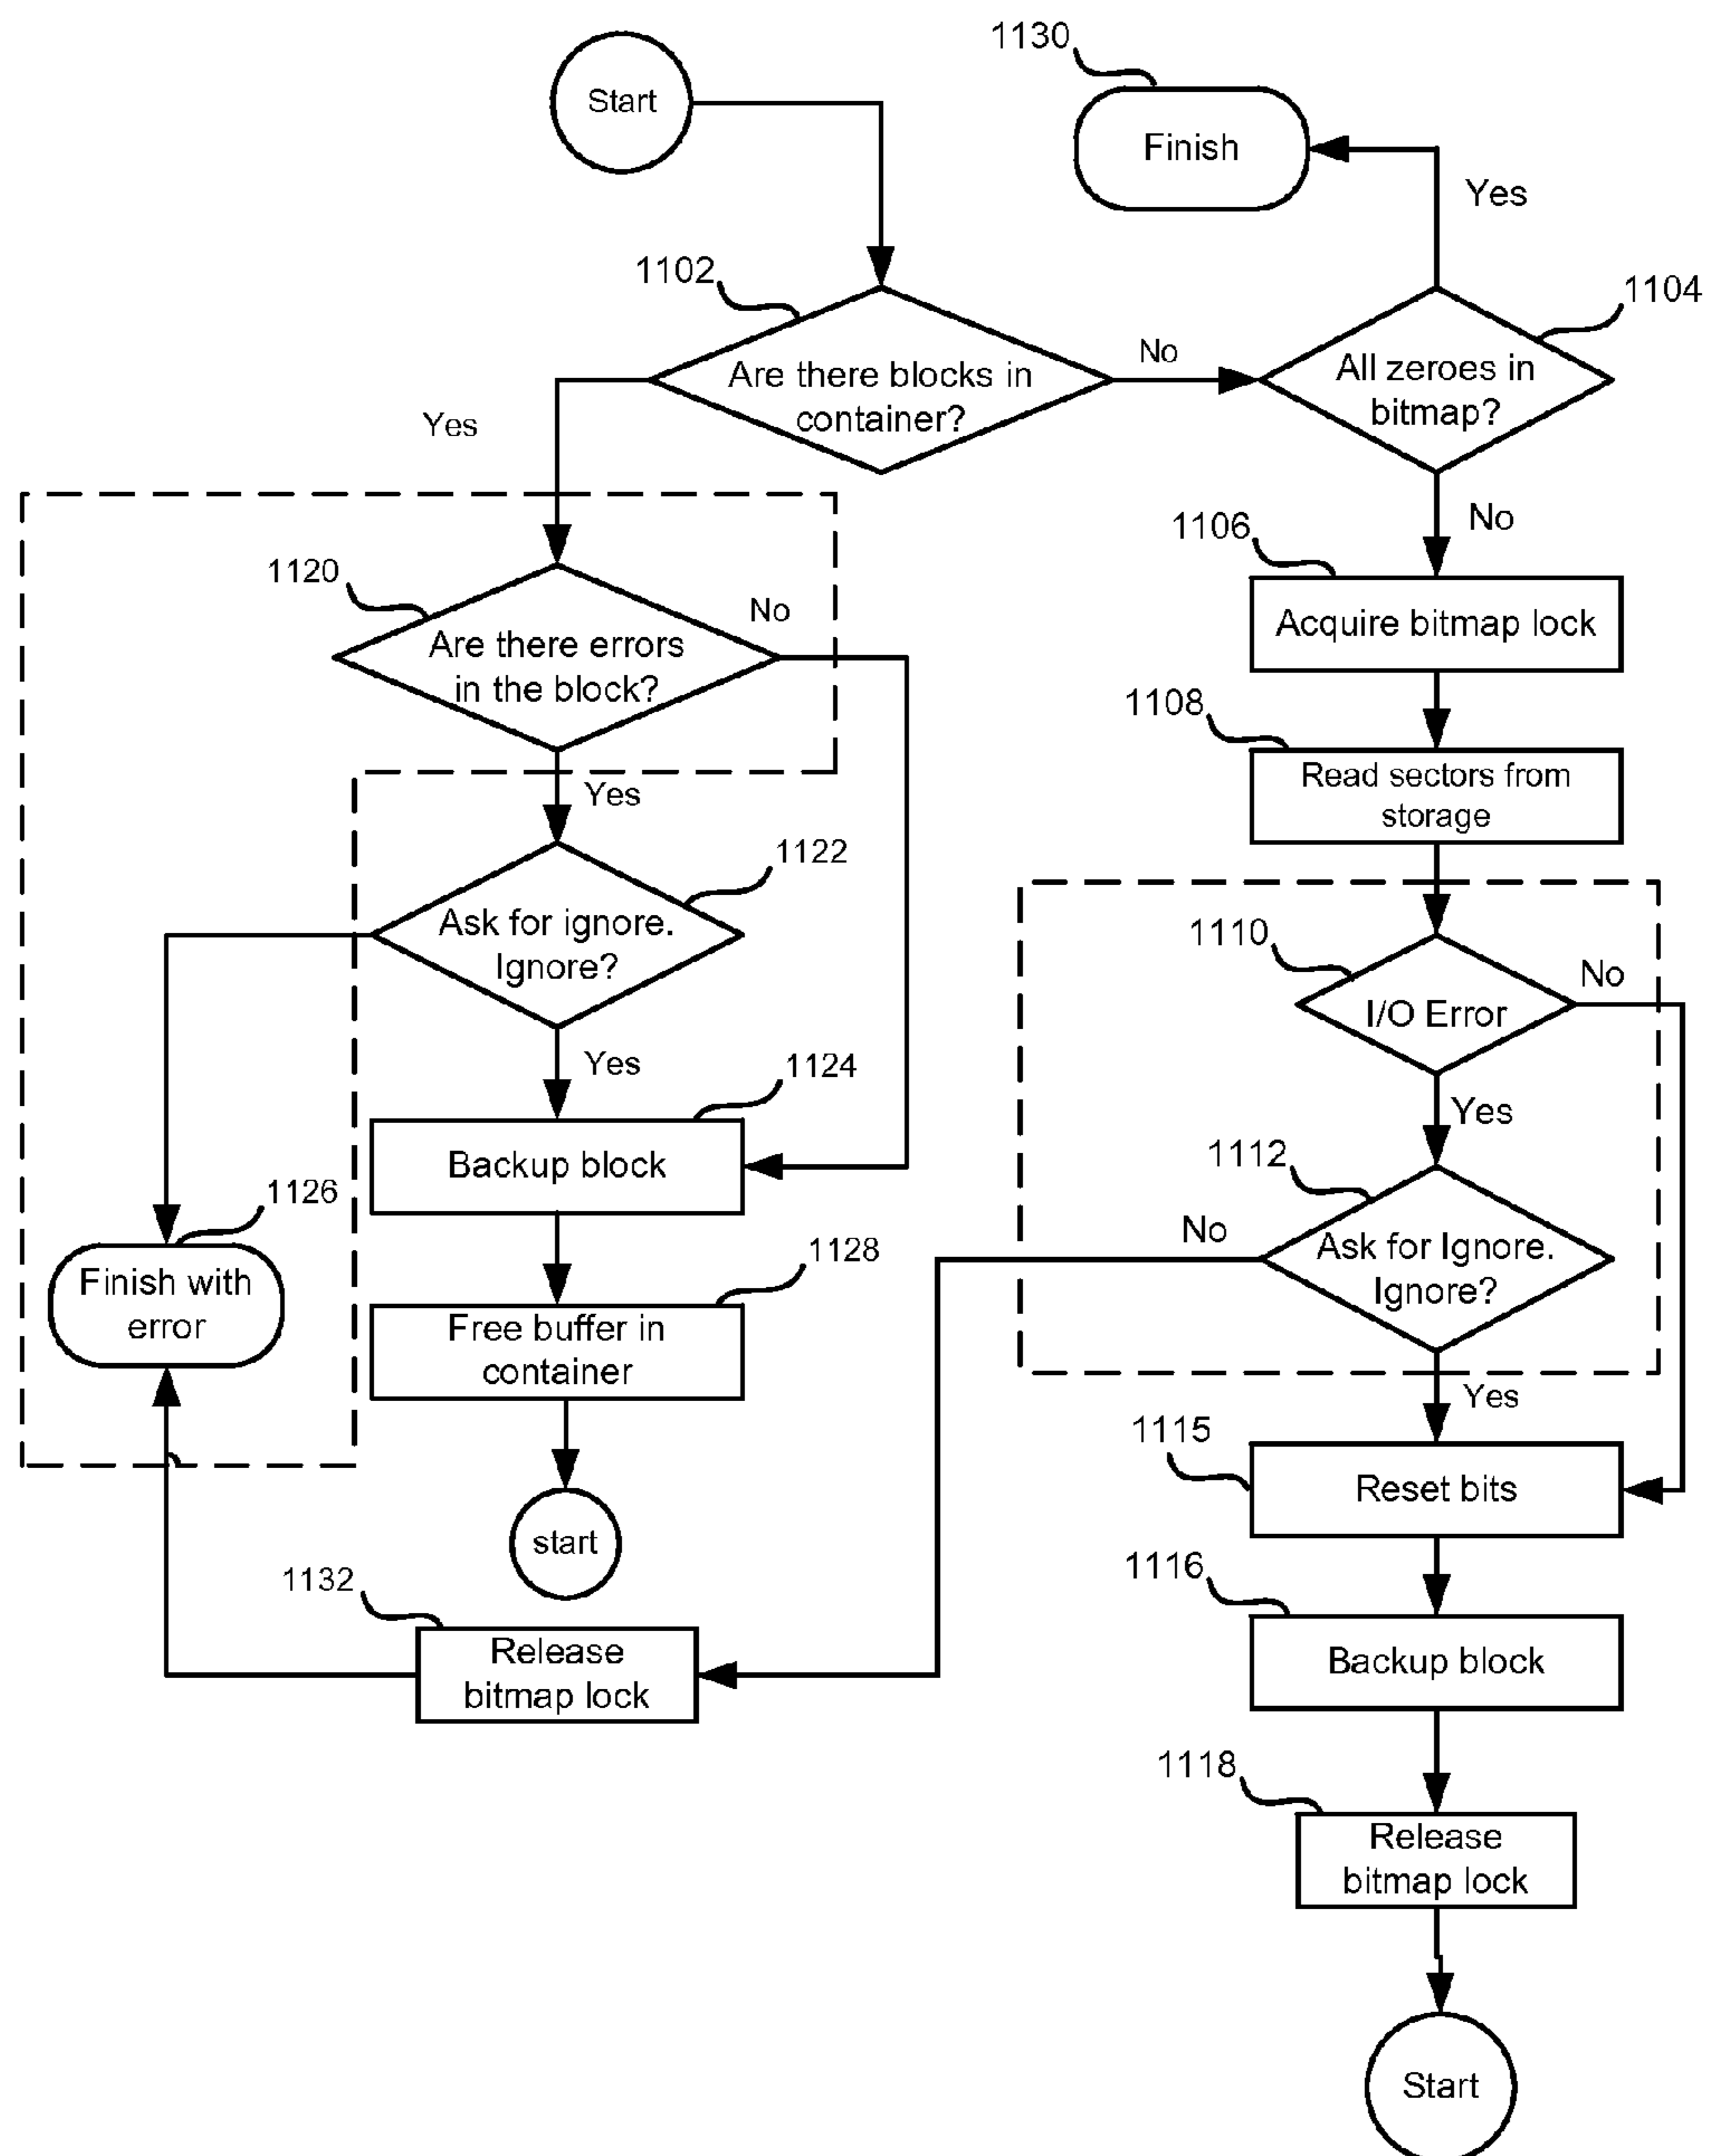 1130
Start
Finish
Yes
1102
1104
No
Are there blocks in
container?
All zeroes in
bitmap?
Yes
No
1106
1120
No
Acquire bitmap lock
Are there errors
in the block?
1108
Read sectors from
storage
Yes
1122
Ask for ignore.
Ignore?
1110
No
I/O Error
Yes
1124
Yes
1112
Backup block
1126
No
1128
Ask for Ignore.
Ignore?
Finish with
error
Free buffer in
container
Yes
1115
Reset bits
start
1132
1116
Release
bitmap lock
Backup block
1118
Release
bitmap lock
Start